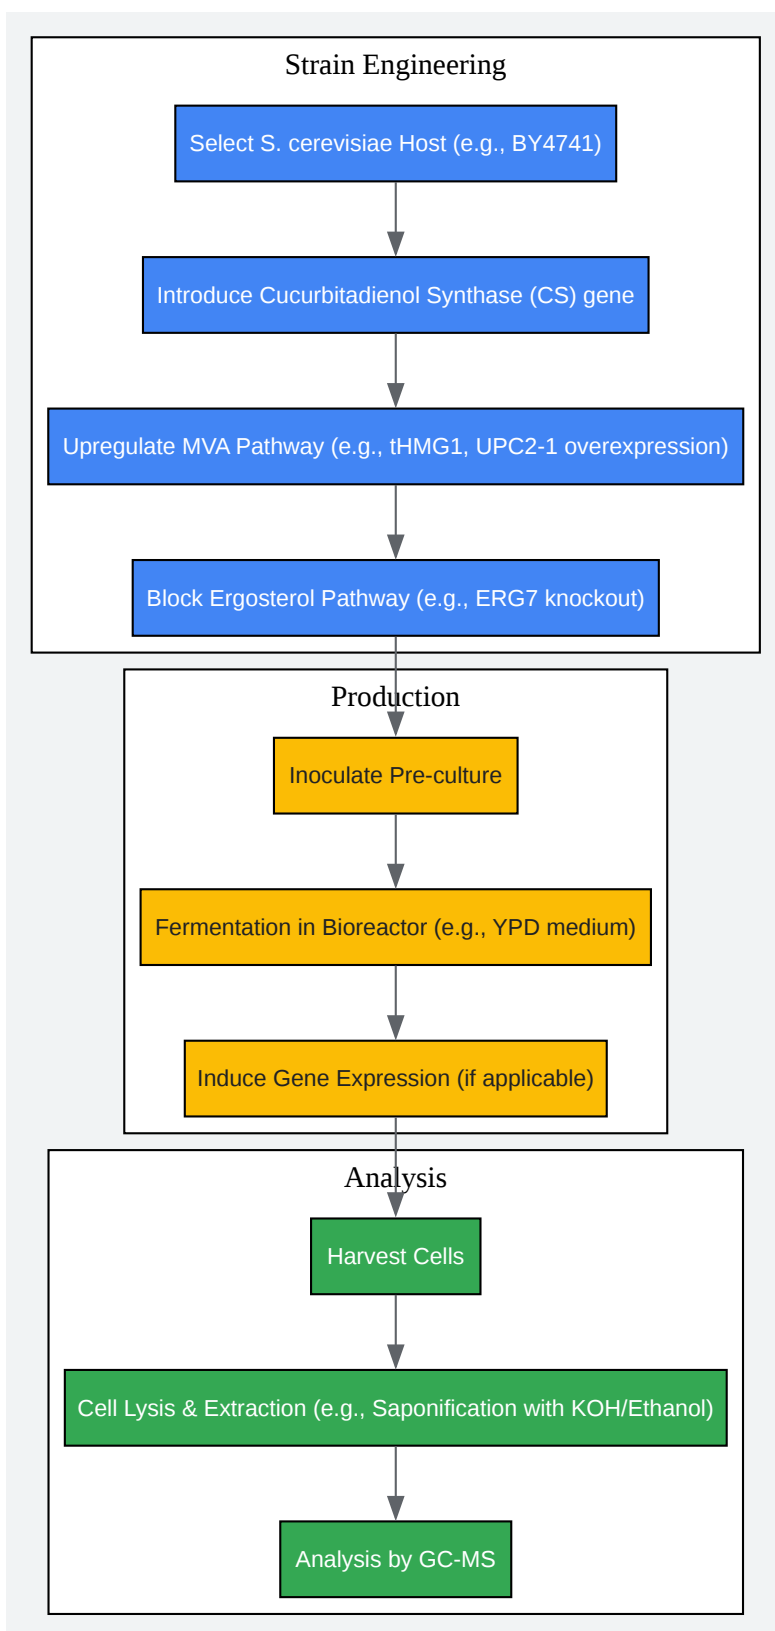 Strain Engineering
Select S. cerevisiae Host (e.g., BY4741)
Introduce Cucurbitadienol Synthase (CS) gene
Upregulate MVA Pathway (e.g., tHMG1, UPC2-1 overexpression)
Block Ergosterol Pathway (e.g., ERG7 knockout)
Production
Inoculate Pre-culture
Fermentation in Bioreactor (e.g., YPD medium)
Induce Gene Expression (if applicable)
Analysis
Harvest Cells
Cell Lysis & Extraction (e.g., Saponification with KOH/Ethanol)
Analysis by GC-MS